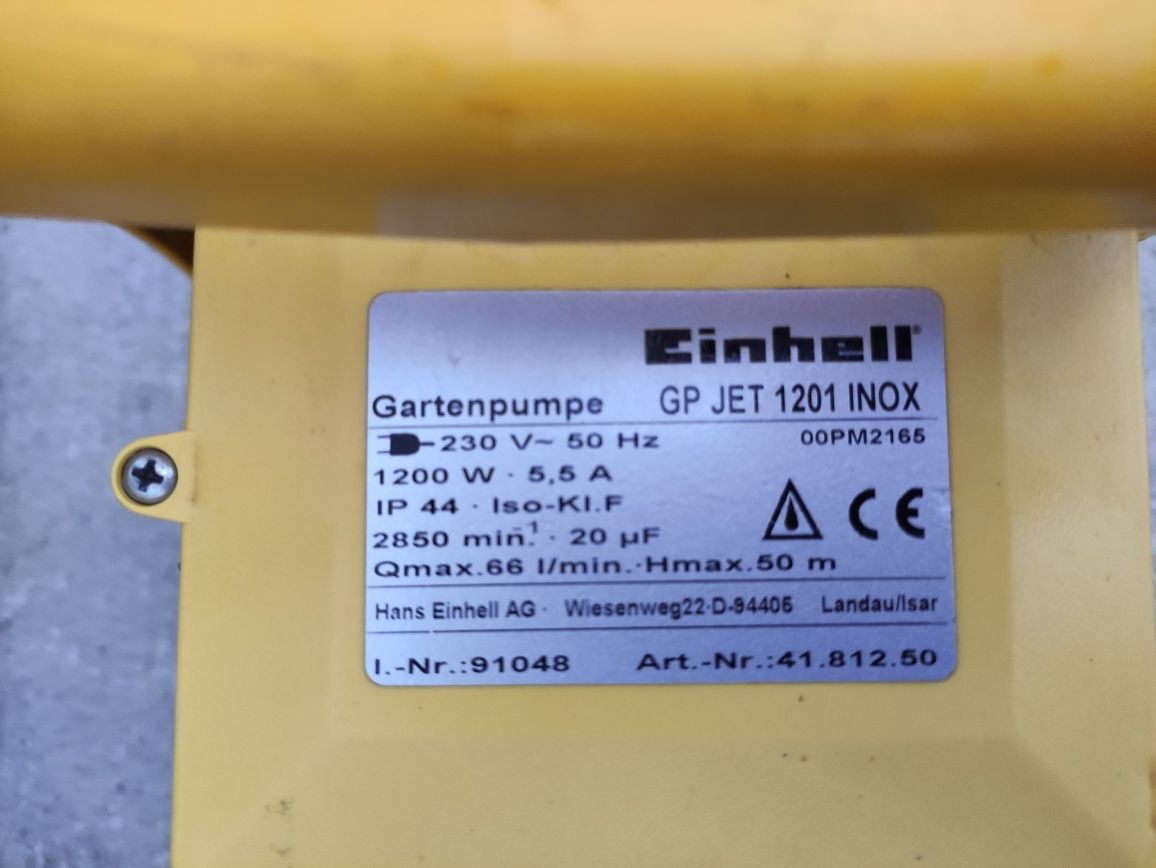 Einhell®
Gartenpumpe GP JET 1201 INOX
230 V~ 50 Hz 00PM2165
1200 W · 5,5 A
IP 44 · Iso-Kl.F
2850 min.⁻¹ · 20 µF
CE
Qmax.66 l/min.·Hmax.50 m
Hans Einhell AG · Wiesenweg22·D-94405 Landau/Isar
I.-Nr.:91048 Art.-Nr.:41.812.50